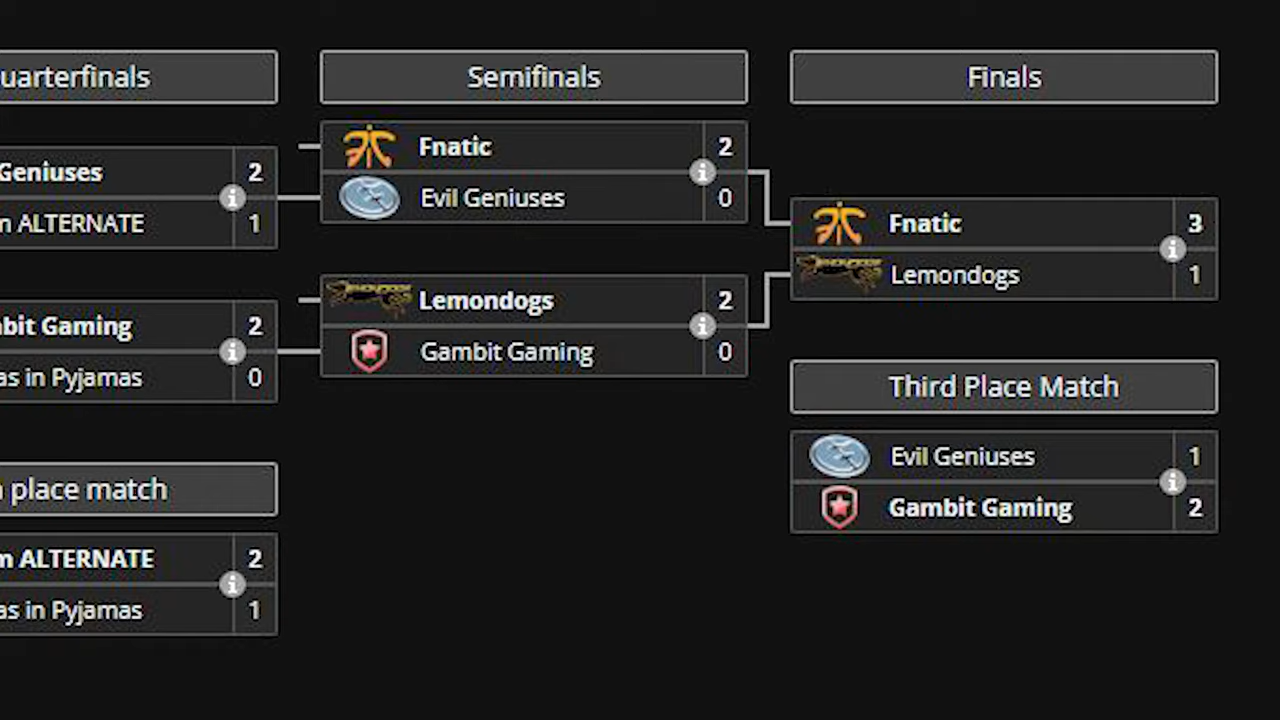 uarterfinals
Geniuses 2
n ALTERNATE 1
bit Gaming 2
as in Pyjamas 0
place match
m ALTERNATE 2
as in Pyjamas 1
Semifinals
Fnatic 2
Evil Geniuses 0
Lemondogs 2
Gambit Gaming 0
Finals
Fnatic 3
Lemondogs 1
Third Place Match
Evil Geniuses 1
Gambit Gaming 2